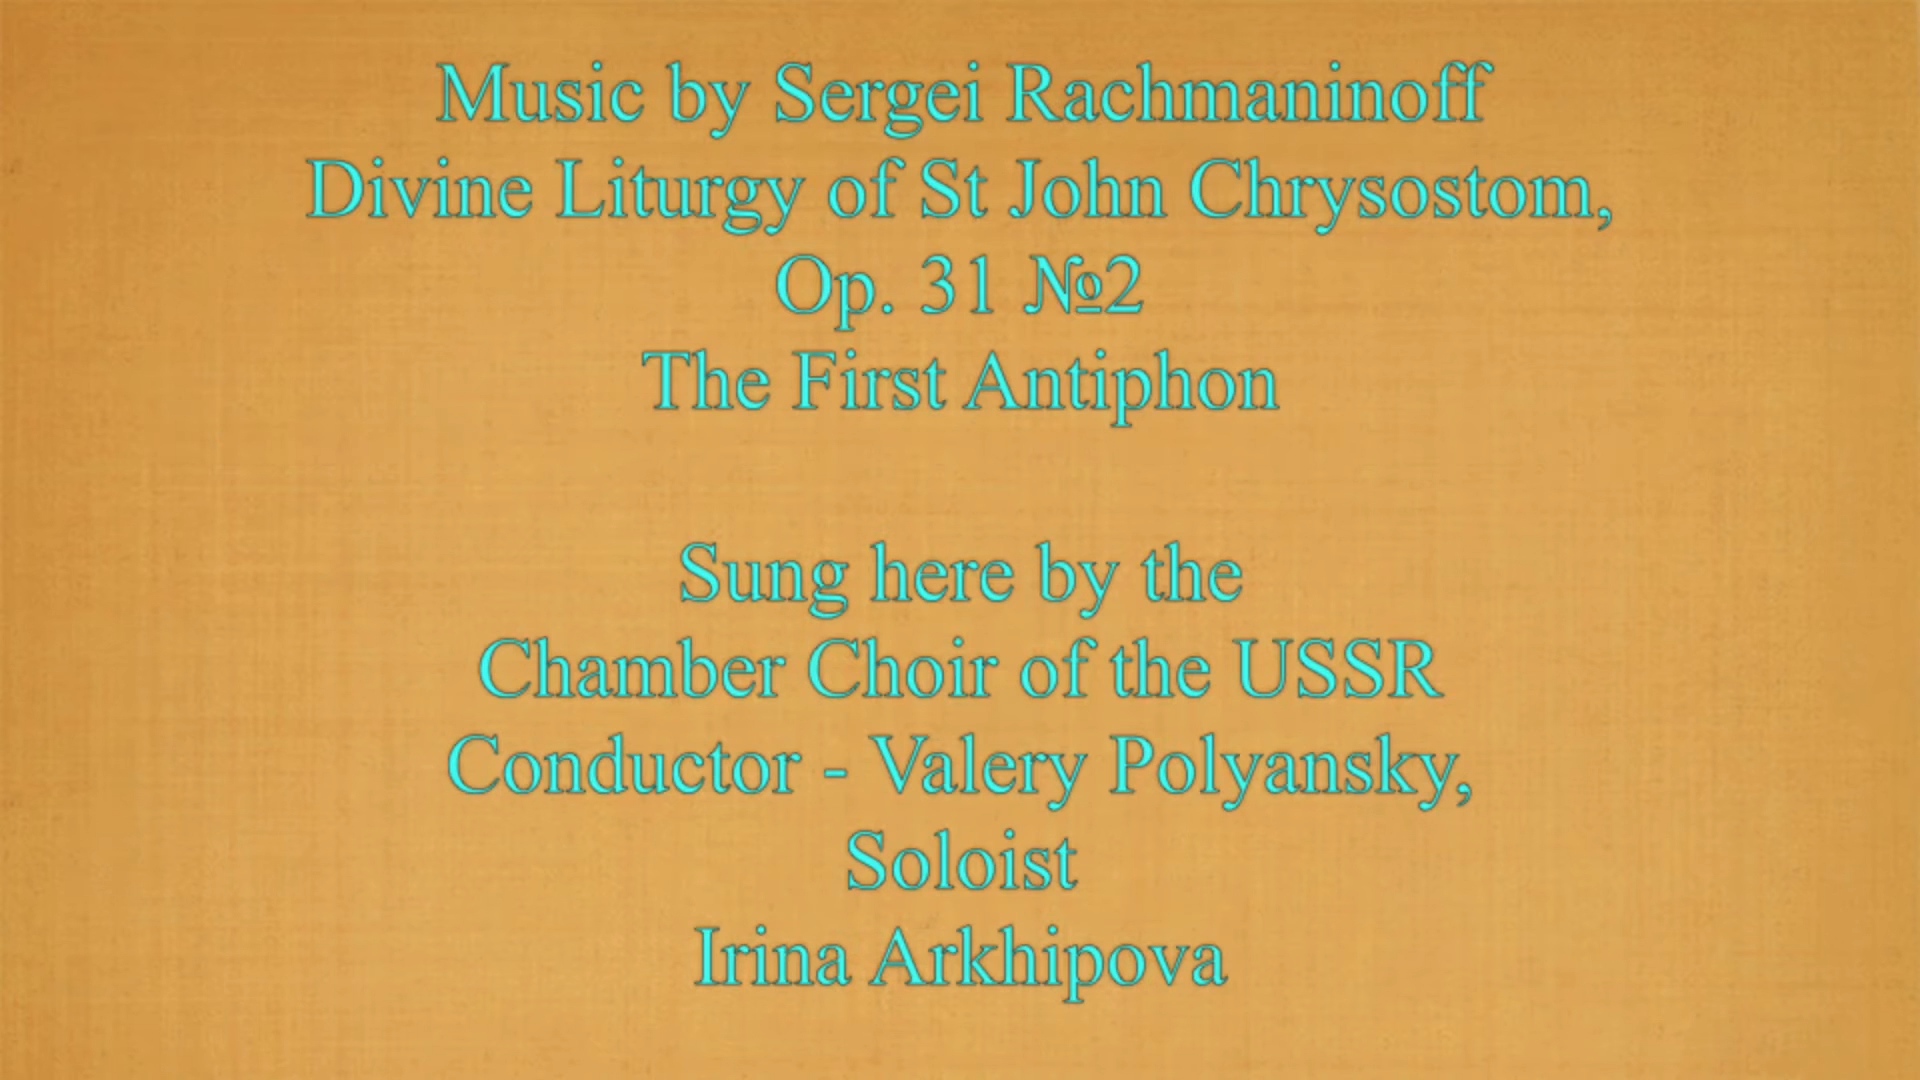 Music by Sergei Rachmaninoff
Divine Liturgy of St John Chrysostom,
Op. 31 №2
The First Antiphon
Sung here by the
Chamber Choir of the USSR
Conductor - Valery Polyansky,
Soloist
Irina Arkhipova